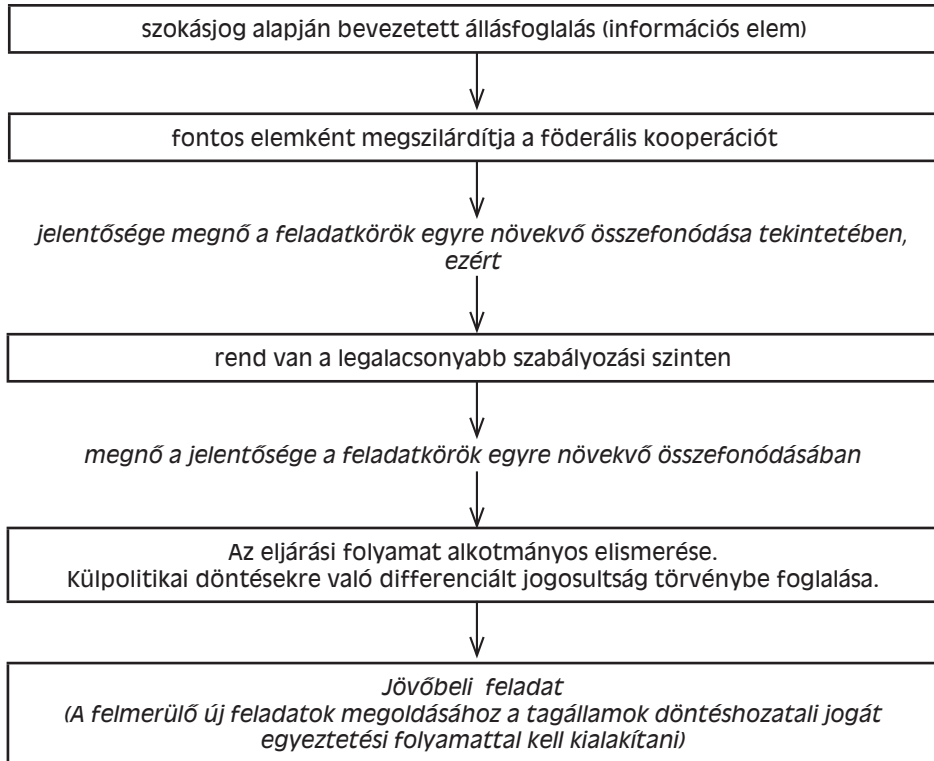 szokásjog alapján bevezetett állásfoglalás (információs elem)
fontos elemként megszilárdítja a föderális kooperációt
jelentősége megnő a feladatkörök egyre növekvő összefonódása tekintetében,
ezért
rend van a legalacsonyabb szabályozási szinten
megnő a jelentősége a feladatkörök egyre növekvő összefonódásában
Az eljárási folyamat alkotmányos elismerése.
Külpolitikai döntésekre való differenciált jogosultság törvénybe foglalása.
Jövőbeli feladat
(A felmerülő új feladatok megoldásához a tagállamok döntéshozatali jogát
egyeztetési folyamattal kell kialakítani)